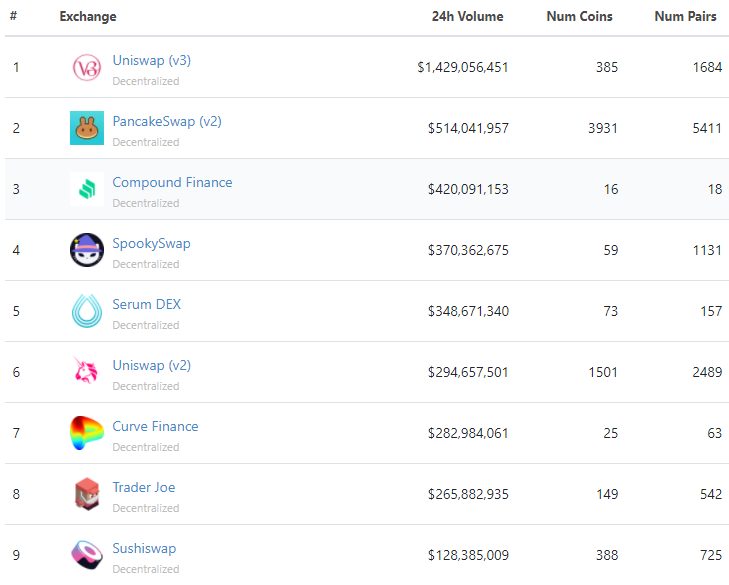 # Exchange 24h Volume Num Coins Num Pairs
1 Uniswap (v3) $1,429,056,451 385 1684
Decentralized
2 PancakeSwap (v2) $514,041,957 3931 5411
Decentralized
3 Compound Finance $420,091,153 16 18
Decentralized
4 SpookySwap $370,362,675 59 1131
Decentralized
5 Serum DEX $348,671,340 73 157
Decentralized
6 Uniswap (v2) $294,657,501 1501 2489
Decentralized
7 Curve Finance $282,984,061 25 63
Decentralized
8 Trader Joe $265,882,935 149 542
Decentralized
9 Sushiswap $128,385,009 388 725
Decentralized